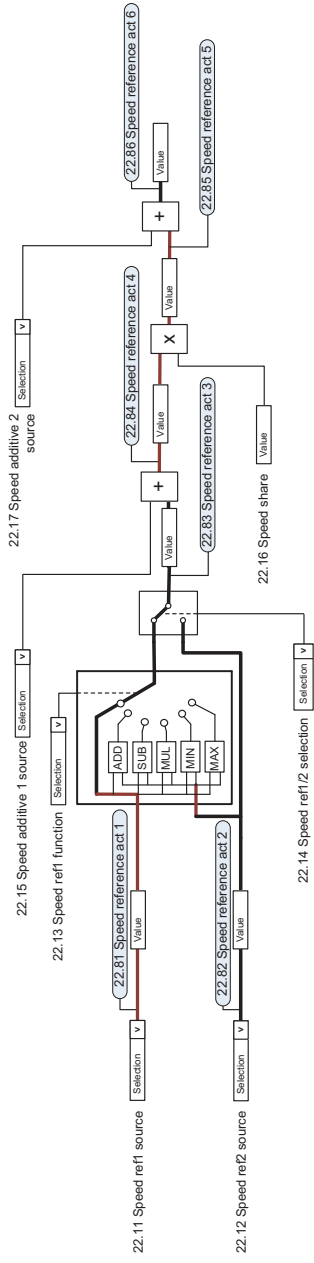 22.11 Speed ref1 source
Selection
v
22.81 Speed reference act 1
Value
22.12 Speed ref2 source
Selection
v
22.82 Speed reference act 2
Value
22.15 Speed additive 1 source
Selection
v
22.13 Speed ref1 function
Selection
v
ADD
SUB
MUL
MIN
MAX
22.14 Speed ref1/2 selection
Selection
v
Value
22.83 Speed reference act 3
+
22.84 Speed reference act 4
Value
22.16 Speed share
Value
x
Value
22.85 Speed reference act 5
22.17 Speed additive 2
source
Selection
v
+
22.86 Speed reference act 6
Value